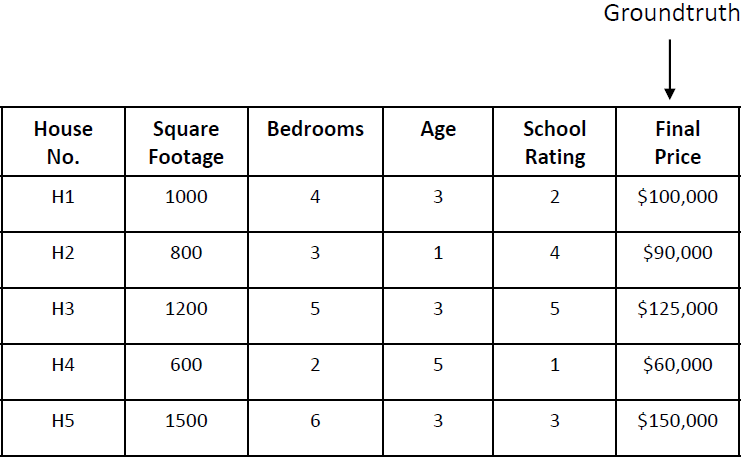 Groundtruth
House No. Square Footage Bedrooms Age School Rating Final Price
H1 1000 4 3 2 $100,000
H2 800 3 1 4 $90,000
H3 1200 5 3 5 $125,000
H4 600 2 5 1 $60,000
H5 1500 6 3 3 $150,000